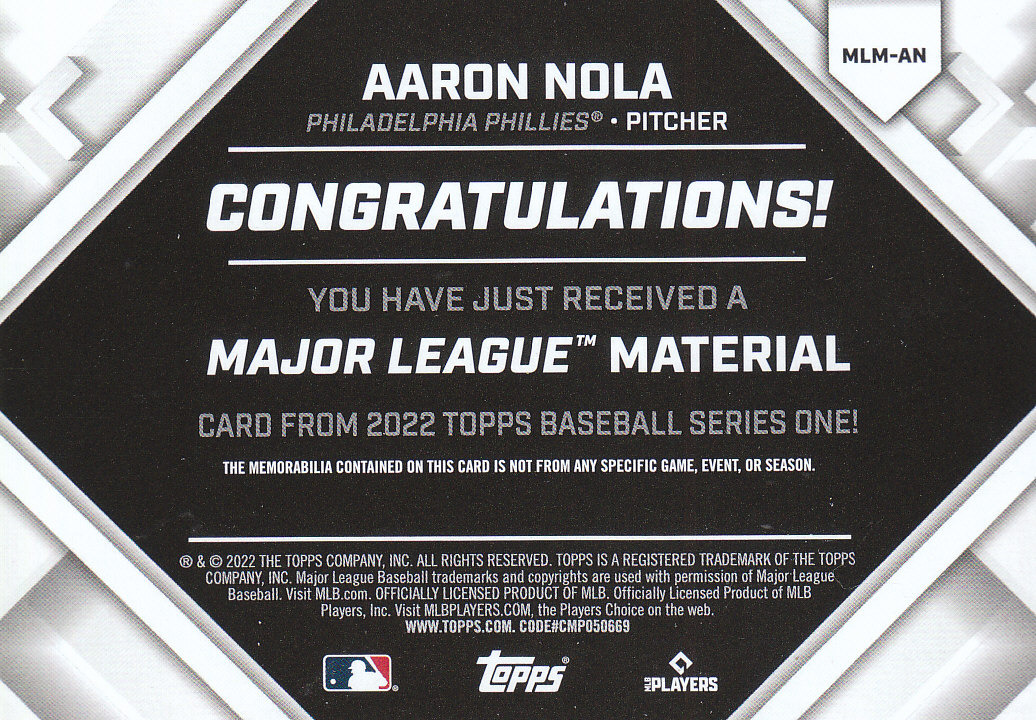 MLM-AN
AARON NOLA
PHILADELPHIA PHILLIES® • PITCHER
CONGRATULATIONS!
YOU HAVE JUST RECEIVED A
MAJOR LEAGUE™ MATERIAL
CARD FROM 2022 TOPPS BASEBALL SERIES ONE!
THE MEMORABILIA CONTAINED ON THIS CARD IS NOT FROM ANY SPECIFIC GAME, EVENT, OR SEASON.
® & © 2022 THE TOPPS COMPANY, INC. ALL RIGHTS RESERVED. TOPPS IS A REGISTERED TRADEMARK OF THE TOPPS
COMPANY, INC. Major League Baseball trademarks and copyrights are used with permission of Major League
Baseball. Visit MLB.com. OFFICIALLY LICENSED PRODUCT OF MLB. Officially Licensed Product of MLB
Players, Inc. Visit MLBPLAYERS.COM, the Players Choice on the web.
WWW.TOPPS.COM. CODE#CMP050669
topps® MLB PLAYERS